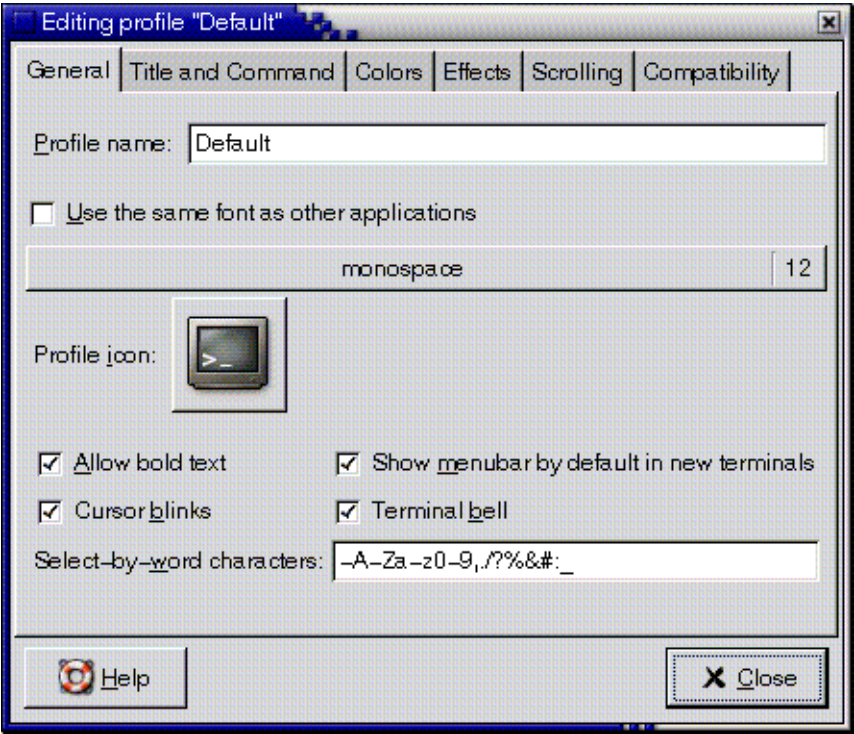 Editing profile "Default"
General Title and Command Colors Effects Scrolling Compatibility
Profile name: Default
Use the same font as other applications
monospace 12
>_
Profile icon:
Allow bold text Show menubar by default in new terminals
Cursor blinks Terminal bell
Select-by-word characters: -A-Za-z0-9,./?%&#:_
Help Close